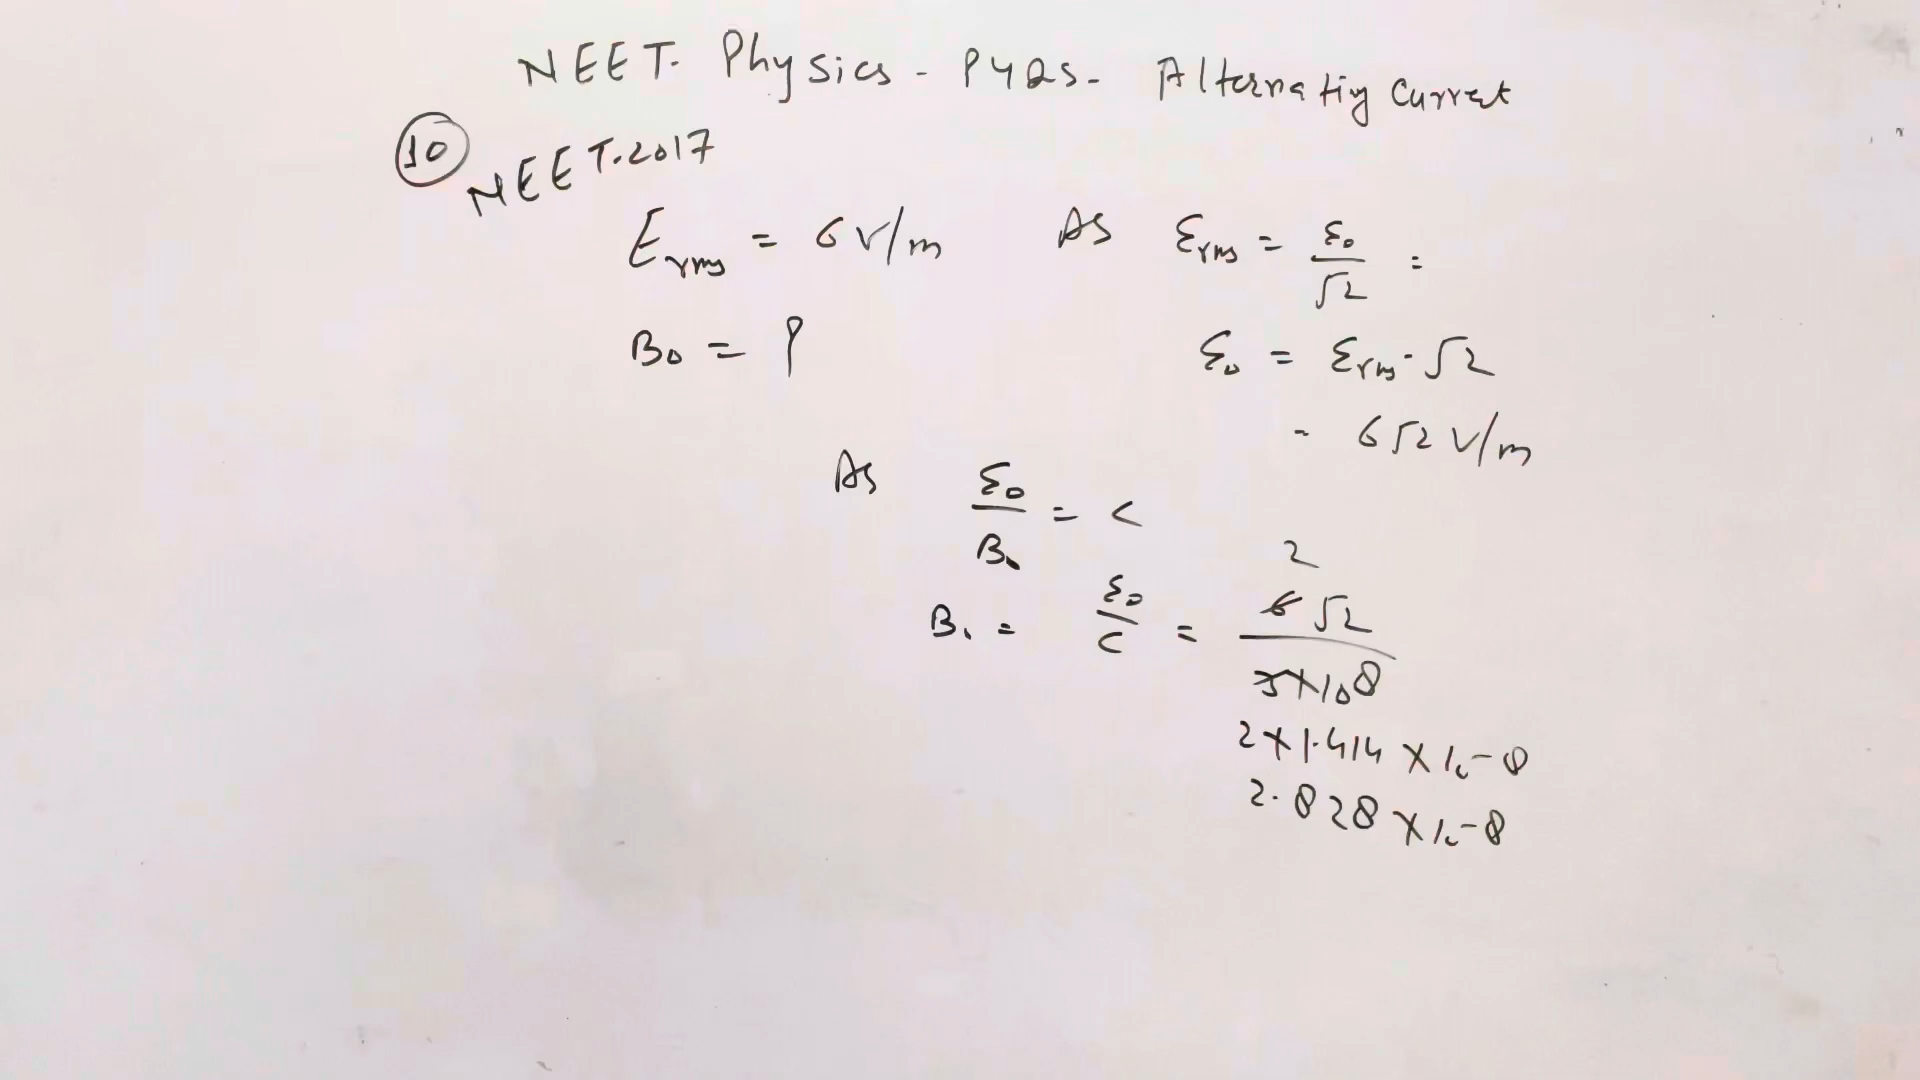 NEET. Physics - PYQS- Alternating Current
10 NEET.2017
Erms = 6 V/m As Erms = E0/√2 =
B0 = ?
E0 = Erms·√2
= 6√2 V/m
As E0/B0 = C
B0 = E0/C = 6√2/3×10^8
2
2×1.414 × 10-8
2.828 × 10-8